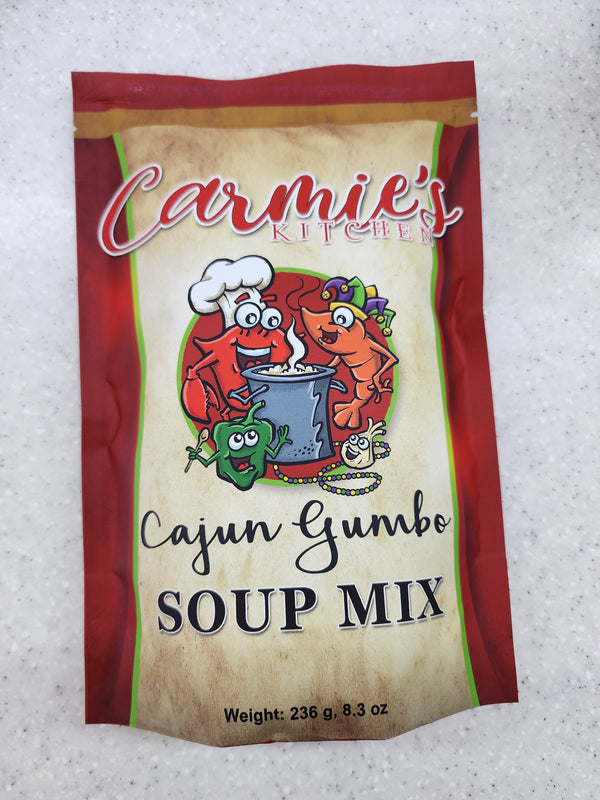 Carmie's
KITCHEN
Cajun Gumbo
SOUP MIX
Weight: 236 g, 8.3 oz